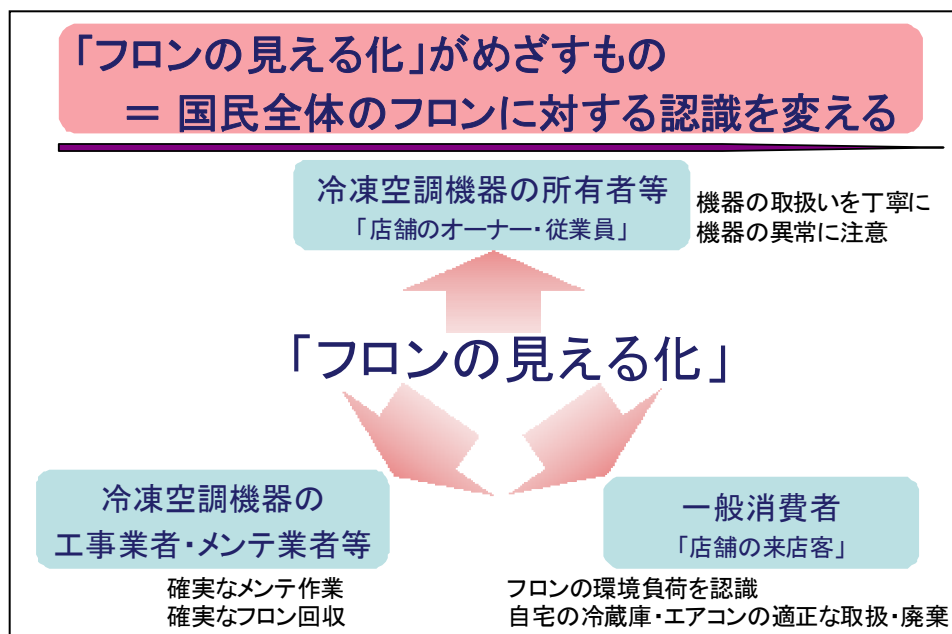 「フロンの見える化」がめざすもの
= 国民全体のフロンに対する認識を変える
冷凍空調機器の所有者等
「店舗のオーナー・従業員」
機器の取扱いを丁寧に
機器の異常に注意
「フロンの見える化」
冷凍空調機器の
工事業者・メンテ業者等
確実なメンテ作業
確実なフロン回収
一般消費者
「店舗の来店客」
フロンの環境負荷を認識
自宅の冷蔵庫・エアコンの適正な取扱・廃棄